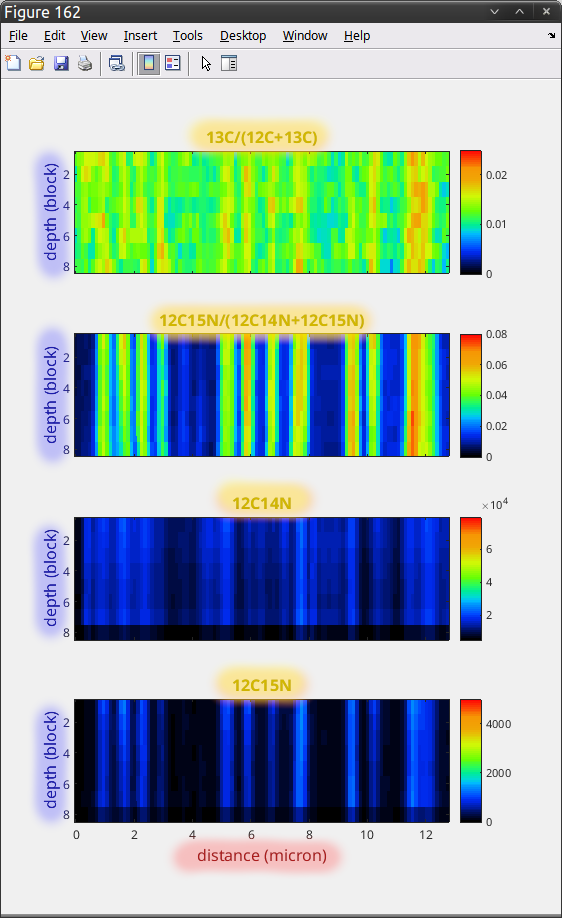 Figure 162
File Edit View Insert Tools Desktop Window Help
13C/(12C+13C)
depth (block)
2
4
6
8
0.02
0.01
0
12C15N/(12C14N+12C15N)
depth (block)
2
4
6
8
0.08
0.06
0.04
0.02
0
12C14N
depth (block)
2
4
6
8
×10^4
6
4
2
12C15N
depth (block)
2
4
6
8
4000
2000
0
0 2 4 6 8 10 12
distance (micron)